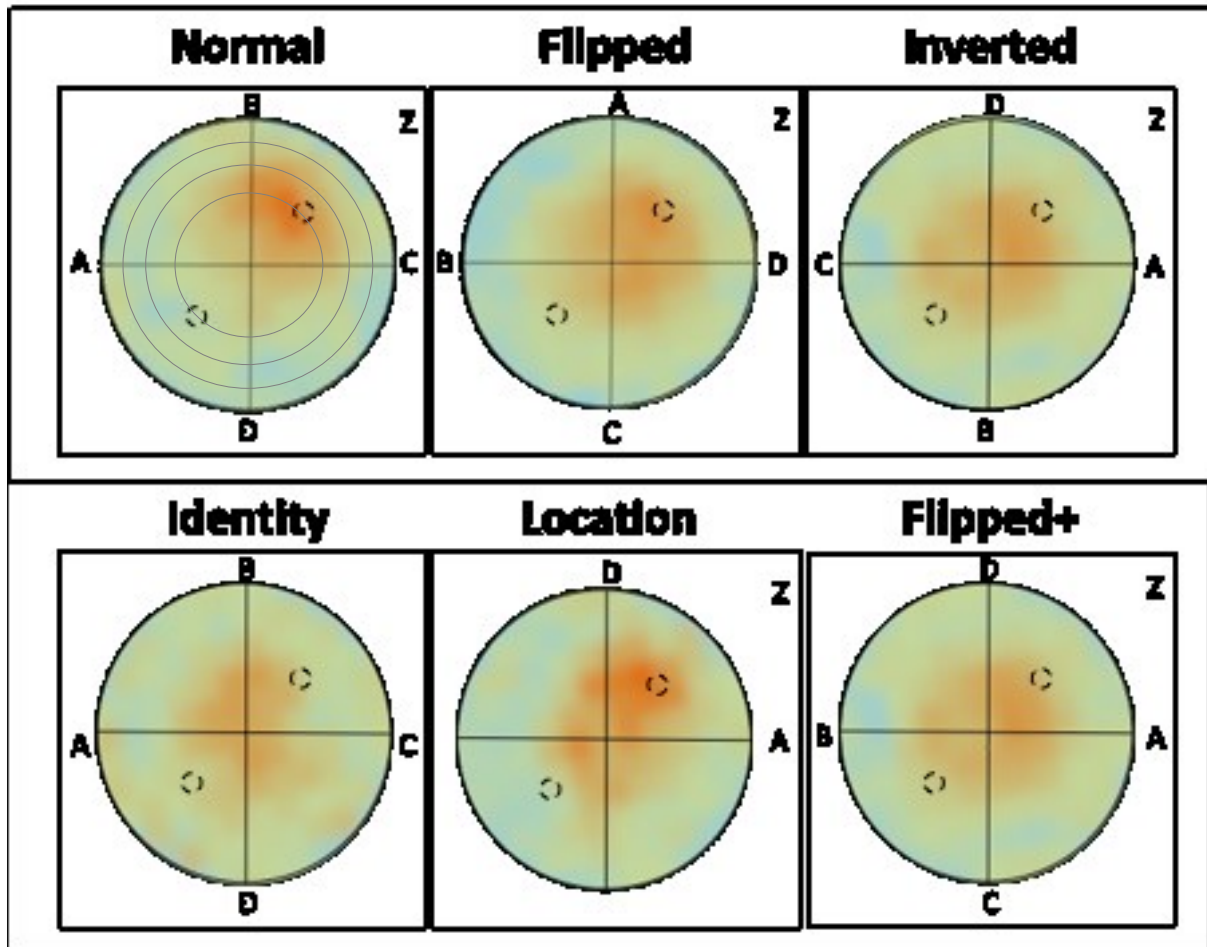 Normal Flipped Inverted
B Z A Z D Z
A C B D C A
D C B
Identity Location Flipped+
B D Z D Z
A C A B A
D C